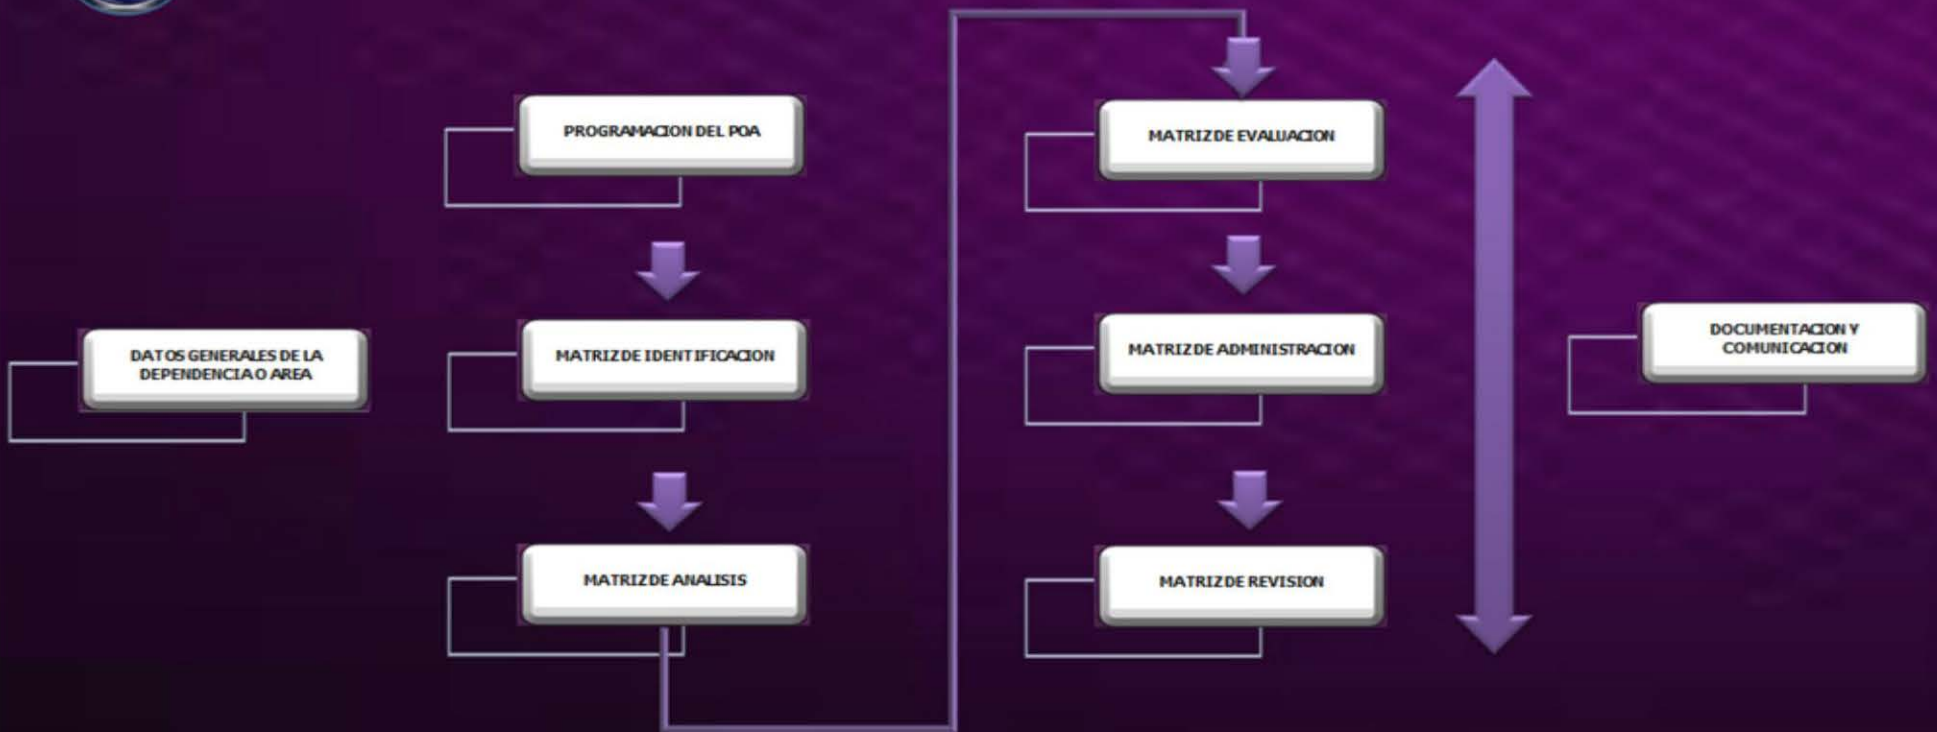 DATOS GENERALES DE LA
DEPENDENCIA O AREA
PROGRAMACION DEL POA
MATRIZ DE IDENTIFICACION
MATRIZ DE ANALISIS
MATRIZ DE EVALUACION
MATRIZ DE ADMINISTRACION
MATRIZ DE REVISION
DOCUMENTACION Y
COMUNICACION